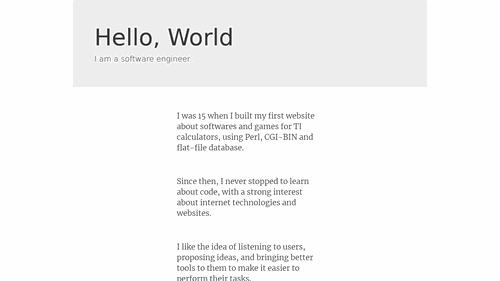 Hello, World
I am a software engineer
I was 15 when I built my first website
about softwares and games for TI
calculators, using Perl, CGI-BIN and
flat-file database.
Since then, I never stopped to learn
about code, with a strong interest
about internet technologies and
websites.
I like the idea of listening to users,
proposing ideas, and bringing better
tools to them to make it easier to
perform their tasks.